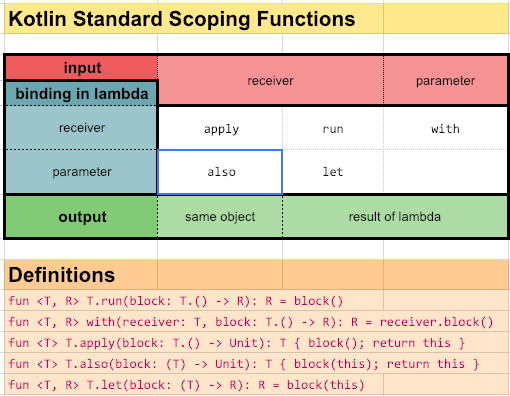 Kotlin Standard Scoping Functions
input
receiver
parameter
binding in lambda
receiver
apply
run
with
parameter
also
let
output
same object
result of lambda
Definitions
fun <T, R> T.run(block: T.() -> R): R = block()
fun <T, R> with(receiver: T, block: T.() -> R): R = receiver.block()
fun <T> T.apply(block: T.() -> Unit): T { block(); return this }
fun <T> T.also(block: (T) -> Unit): T { block(this); return this }
fun <T, R> T.let(block: (T) -> R): R = block(this)